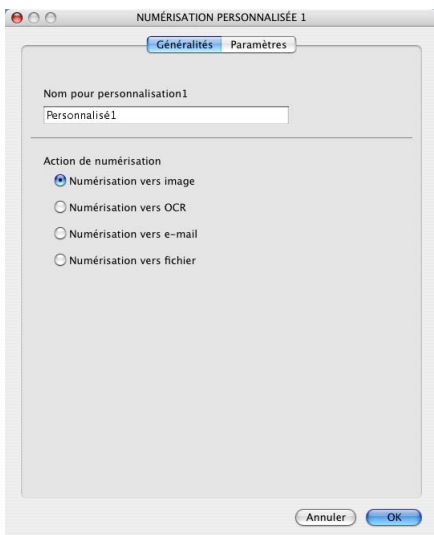 NUMÉRISATION PERSONNALISÉE 1
Généralités Paramètres
Nom pour personnalisation1
Personnalisé1
Action de numérisation
Numérisation vers image
Numérisation vers OCR
Numérisation vers e-mail
Numérisation vers fichier
Annuler OK